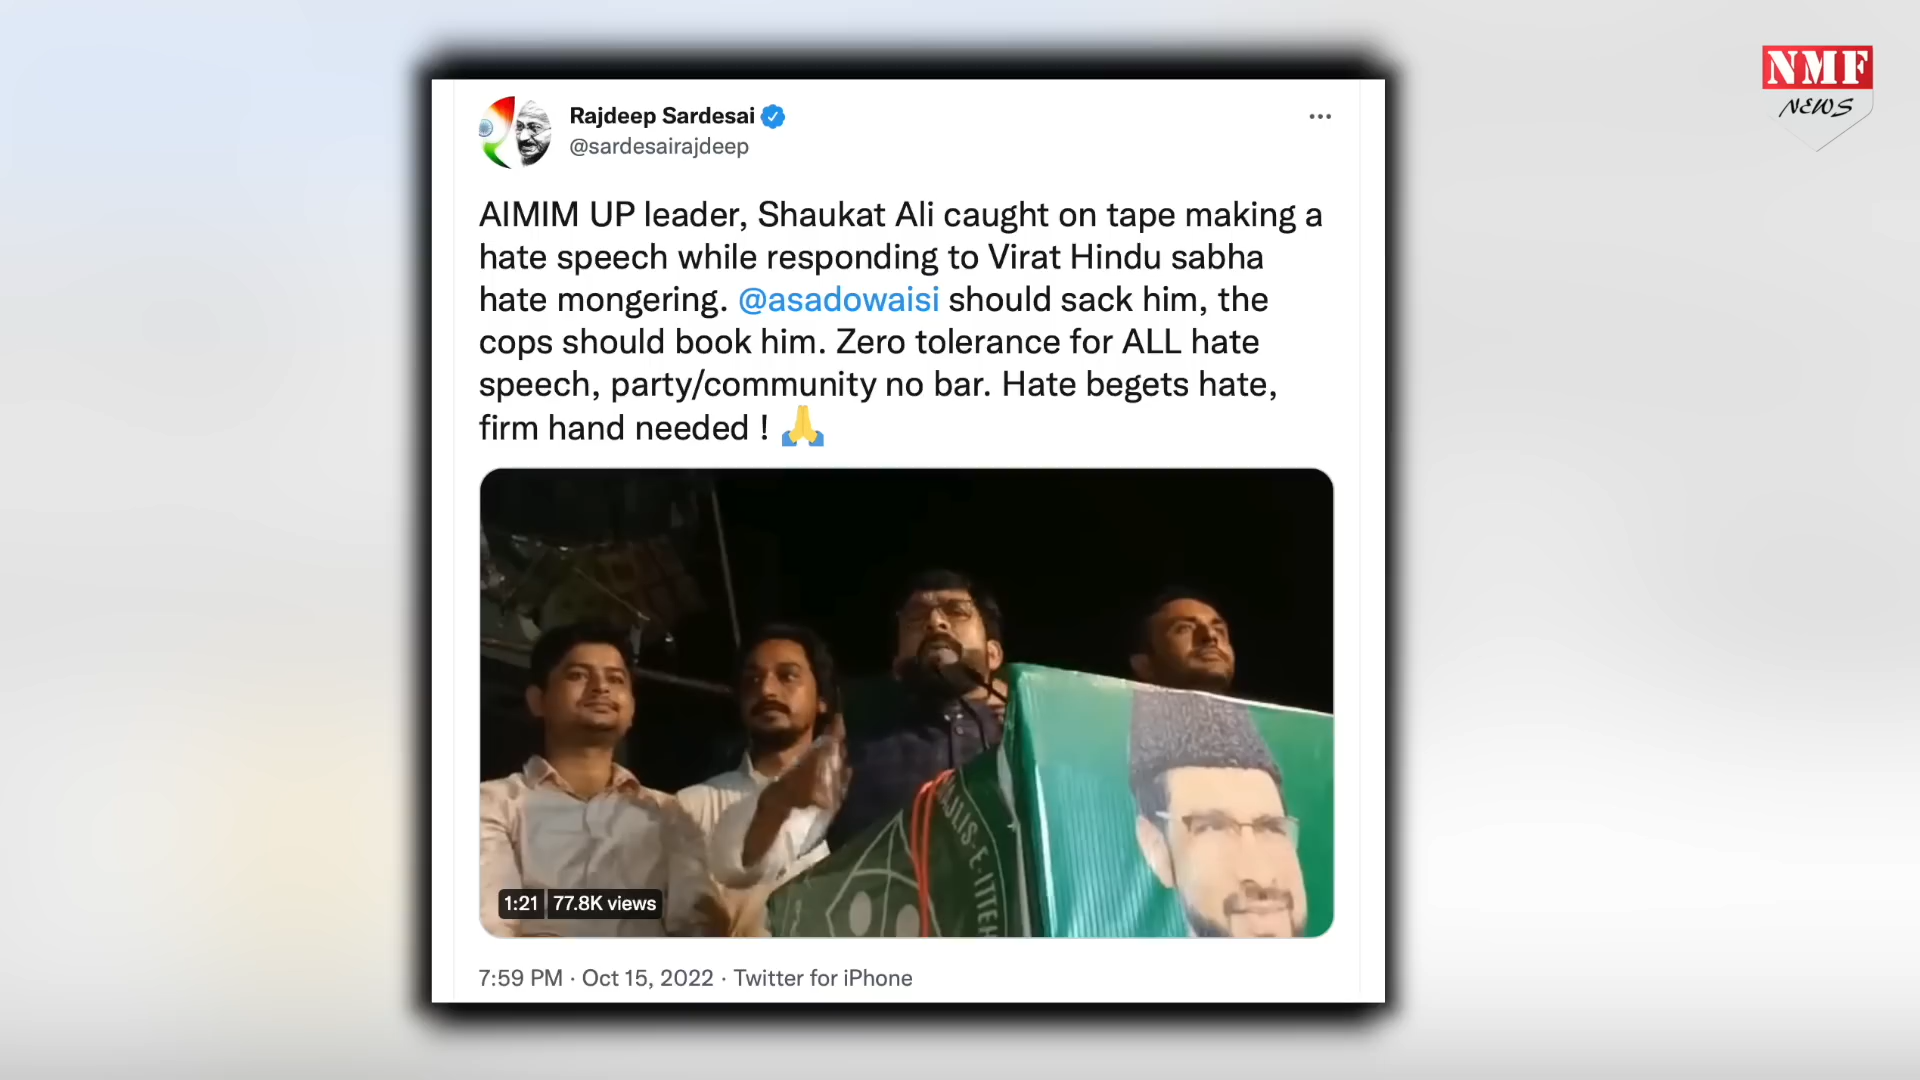 NMF
NEWS
Rajdeep Sardesai
@sardesairajdeep
AIMIM UP leader, Shaukat Ali caught on tape making a
hate speech while responding to Virat Hindu sabha
hate mongering. @asadowaisi should sack him, the
cops should book him. Zero tolerance for ALL hate
speech, party/community no bar. Hate begets hate,
firm hand needed ! 🙏
MAJLIS-E-ITTEH
1:21 77.8K views
7:59 PM · Oct 15, 2022 · Twitter for iPhone